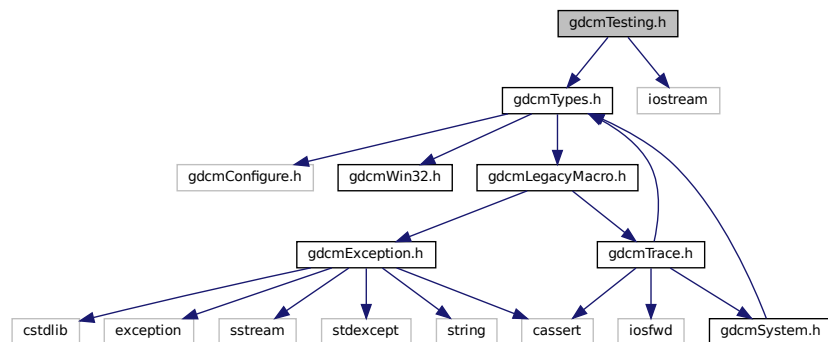 gdcmTesting.h
gdcmTypes.h
iostream
gdcmConfigure.h
gdcmWin32.h
gdcmLegacyMacro.h
gdcmException.h
gdcmTrace.h
cstdlib
exception
sstream
stdexcept
string
cassert
iosfwd
gdcmSystem.h